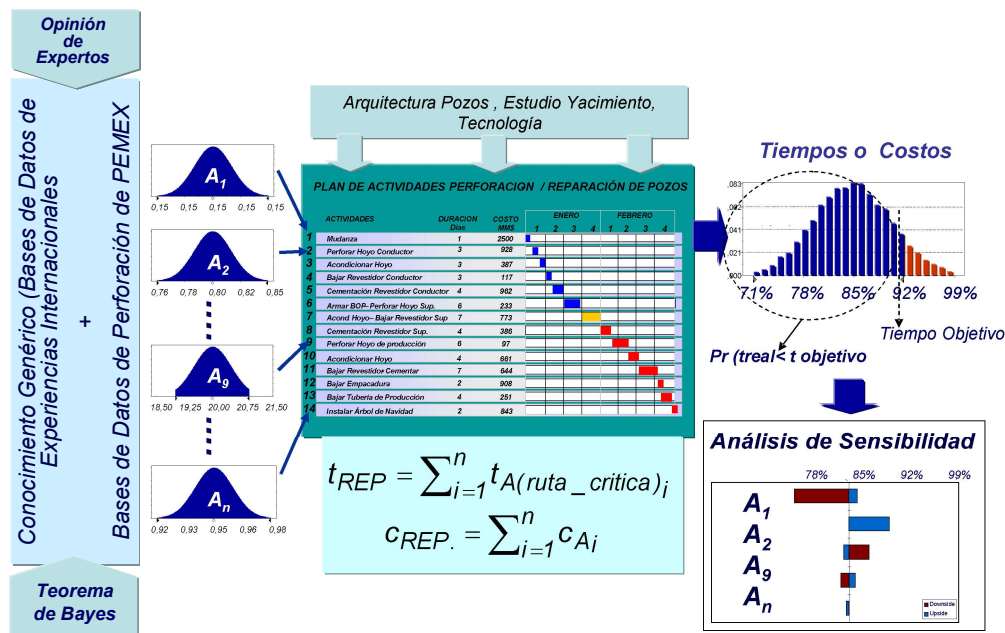 Opinión
de
Expertos
Conocimiento Genérico (Bases de Datos de
Experiencias Internacionales
+
Bases de Datos de Perforación de PEMEX
Teorema
de Bayes
A1
0,15 0,15 0,15 0,15 0,15
A2
0,76 0,78 0,80 0,82 0,85
A9
18,50 19,25 20,00 20,75 21,50
An
0,92 0,93 0,95 0,96 0,98
Arquitectura Pozos , Estudio Yacimiento,
Tecnología
PLAN DE ACTIVIDADES PERFORACION / REPARACIÓN DE POZOS
ACTIVIDADES DURACION COSTO ENERO FEBRERO
Días MM$ 1 2 3 4 1 2 3 4
1 Mudanza 1 2500
2 Perforar Hoyo Conductor 3 928
3 Acondicionar Hoyo 3 387
4 Bajar Revestidor Conductor 3 117
5 Cementación Revestidor Conductor 4 962
6 Armar BOP- Perforar Hoyo Sup. 6 233
7 Acond Hoyo– Bajar Revestidor Sup 7 773
8 Cementación Revestidor Sup. 4 386
9 Perforar Hoyo de producción 6 97
10 Acondicionar Hoyo 4 661
11 Bajar Revestidor Cementar 7 644
12 Bajar Empacadura 2 908
13 Bajar Tubería de Producción 4 251
14 Instalar Árbol de Navidad 2 843
tREP = ∑ni=1 tA(ruta_critica)i
cREP. = ∑ni=1 cAi
Tiempos o Costos
.083
.062
.041
.021
.000
71% 78% 85% 92% 99%
Tiempo Objetivo
Pr (treal< t objetivo
Análisis de Sensibilidad
78% 85% 92% 99%
A1
A2
A9
An
Downside
Upside